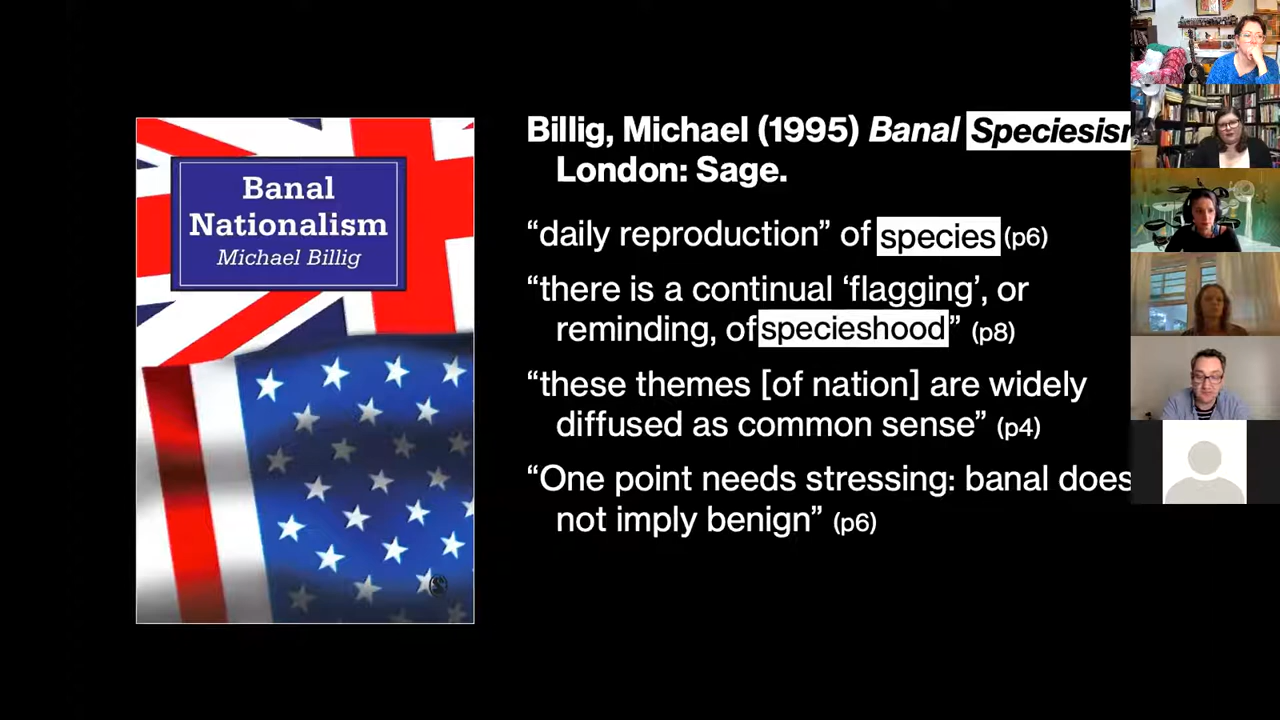 Banal
Nationalism
Michael Billig
Billig, Michael (1995) Banal Speciesism
London: Sage.
“daily reproduction” of species (p6)
“there is a continual ‘flagging’, or
reminding, of specieshood” (p8)
“these themes [of nation] are widely
diffused as common sense” (p4)
“One point needs stressing: banal does
not imply benign” (p6)